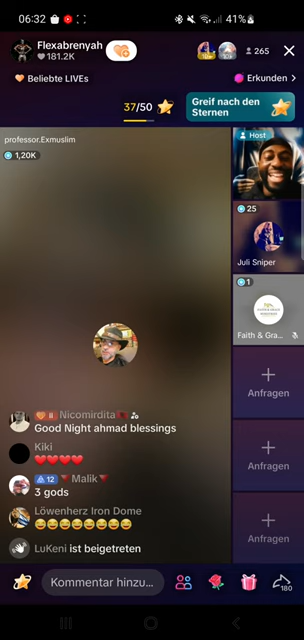 06:32
41%
Flexabrenyah
181.2K
265
Beliebte LIVEs
Erkunden >
37/50
Greif nach den
Sternen
professor.Exmuslim
1,20K
Host
25
Juli Sniper
1
Faith & Gra...
Anfragen
Anfragen
Anfragen
Nicomirdita
Good Night ahmad blessings
Kiki
❤❤❤❤❤
12 Malik
3 gods
Löwenherz Iron Dome
😂😂😂😂😂😂😂😂
LuKeni ist beigetreten
Kommentar hinzu...
180